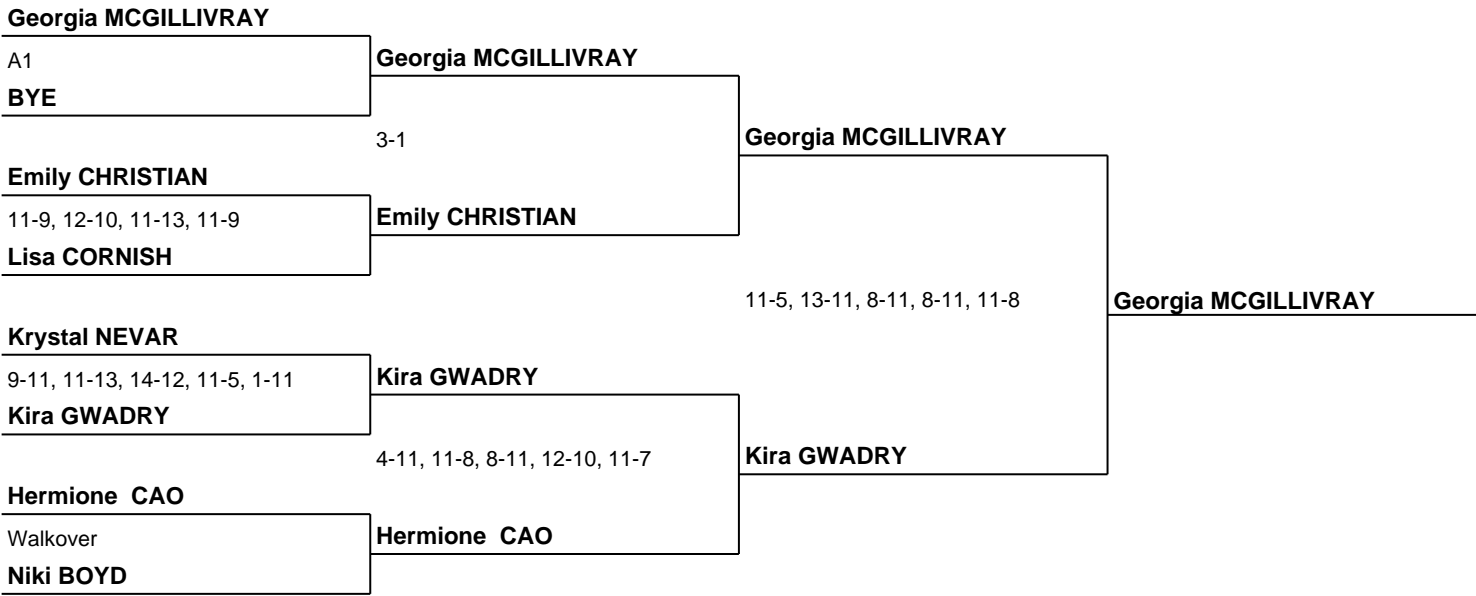 Georgia MCGILLIVRAY
A1
BYE
Georgia MCGILLIVRAY
3-1
Georgia MCGILLIVRAY
Emily CHRISTIAN
11-9, 12-10, 11-13, 11-9
Lisa CORNISH
Emily CHRISTIAN
11-5, 13-11, 8-11, 8-11, 11-8
Georgia MCGILLIVRAY
Krystal NEVAR
9-11, 11-13, 14-12, 11-5, 1-11
Kira GWADRY
Kira GWADRY
4-11, 11-8, 8-11, 12-10, 11-7
Kira GWADRY
Hermione  CAO
Walkover
Niki BOYD
Hermione  CAO